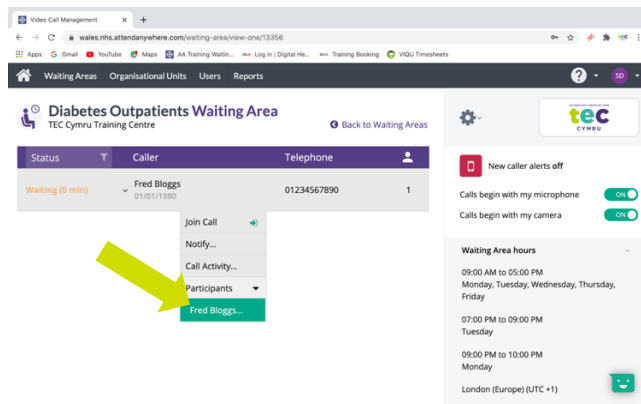 Video Call Management
wales.nhs.attendanywhere.com/waiting-area/view-one/13356
Apps Gmail YouTube Maps AA Training Waitin... Log in | Digital He... Training Booking ViQU Timesheets
Waiting Areas Organisational Units Users Reports
? SD
Diabetes Outpatients Waiting Area
TEC Cymru Training Centre
Back to Waiting Areas
tec
CYMRU
Status Caller Telephone
Waiting (0 min) Fred Bloggs 01234567890 1
01/01/1980
Join Call
Notify...
Call Activity...
Participants
Fred Bloggs...
New caller alerts off
Calls begin with my microphone ON
Calls begin with my camera ON
Waiting Area hours
09:00 AM to 05:00 PM
Monday, Tuesday, Wednesday, Thursday,
Friday
07:00 PM to 09:00 PM
Tuesday
09:00 PM to 10:00 PM
Monday
London (Europe) (UTC +1)